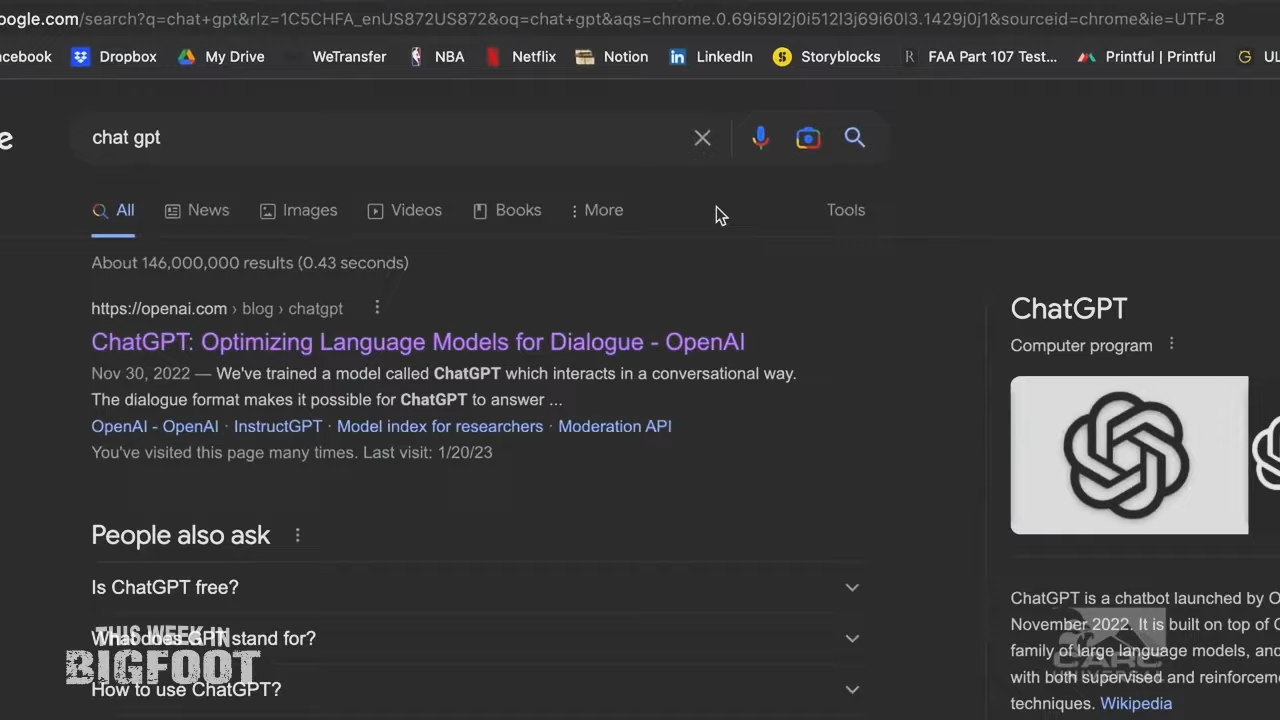 oogle.com/search?q=chat+gpt&rlz=1C5CHFA_enUS872US872&oq=chat+gpt&aqs=chrome.0.69i59l2j0i512l3j69i60l3.1429j0j1&sourceid=chrome&ie=UTF-8
acebook Dropbox My Drive WeTransfer NBA Netflix Notion LinkedIn Storyblocks FAA Part 107 Test... Printful | Printful UL
e chat gpt
All News Images Videos Books More Tools
About 146,000,000 results (0.43 seconds)
https://openai.com › blog › chatgpt
ChatGPT: Optimizing Language Models for Dialogue - OpenAI
Nov 30, 2022 — We've trained a model called ChatGPT which interacts in a conversational way.
The dialogue format makes it possible for ChatGPT to answer ...
OpenAI - OpenAI · InstructGPT · Model index for researchers · Moderation API
You've visited this page many times. Last visit: 1/20/23
People also ask
Is ChatGPT free?
What does GPT stand for?
How to use ChatGPT?
ChatGPT
Computer program
ChatGPT is a chatbot launched by O
November 2022. It is built on top of
family of large language models, and
with both supervised and reinforceme
techniques. Wikipedia
THIS WEEK IN
BIGFOOT
CARC
UNIVERSAL